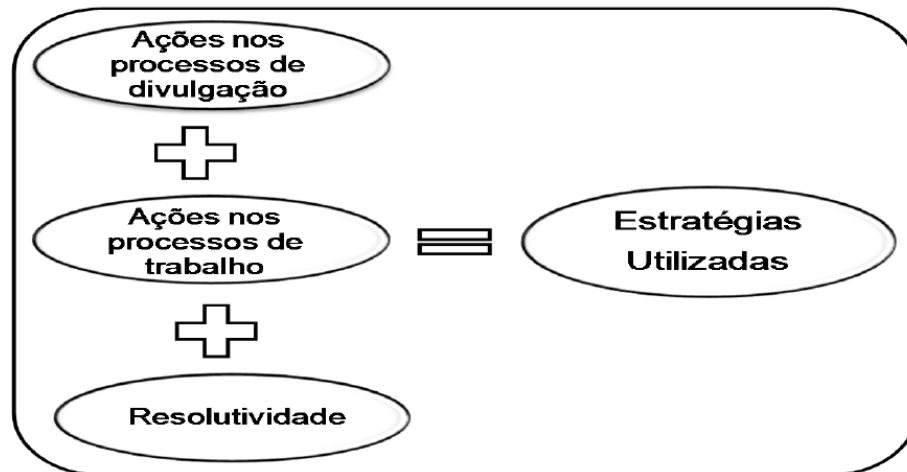 Ações nos
processos de
divulgação
Ações nos
processos de
trabalho
Resolutividade
Estratégias
Utilizadas